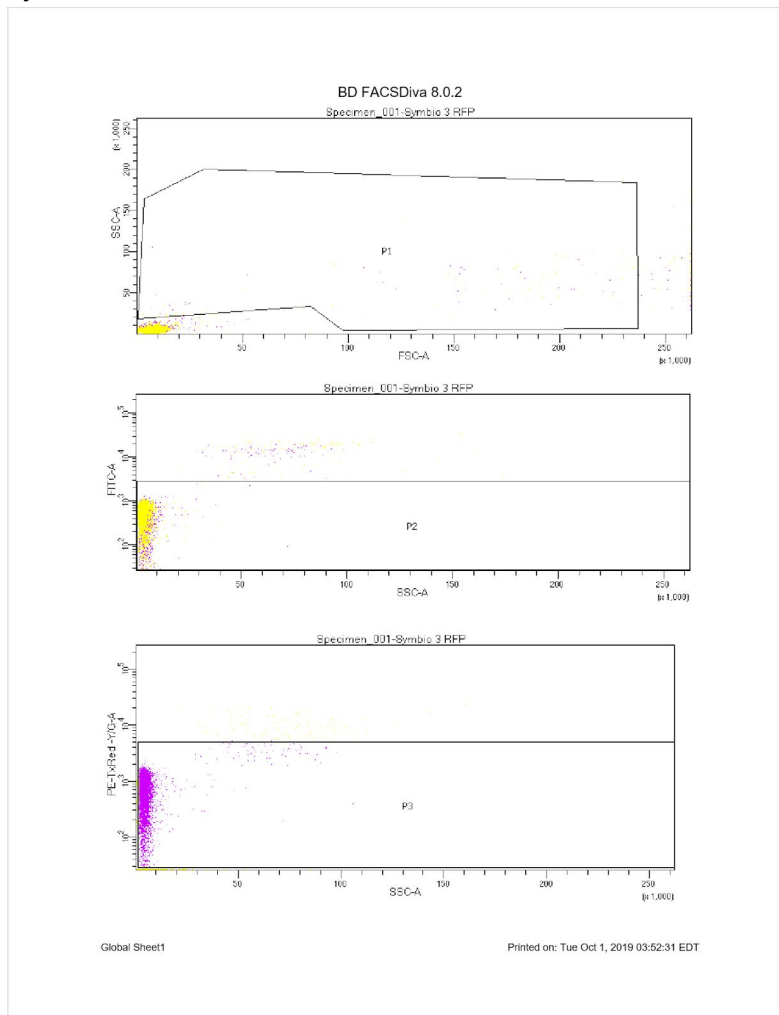 BD FACSDiva 8.0.2
Specimen_001-Symbio 3 RFP
(x 1,000)
SSC-A
250
200
150
100
50
P1
50 100 150 200 250
FSC-A
(x 1,000)
Specimen_001-Symbio 3 RFP
FITC-A
10^5
10^4
10^3
10^2
P2
50 100 150 200 250
SSC-A
(x 1,000)
Specimen_001-Symbio 3 RFP
PE-TxRed -Y/G-A
10^5
10^4
10^3
10^2
P3
50 100 150 200 250
SSC-A
(x 1,000)
Global Sheet1 Printed on: Tue Oct 1, 2019 03:52:31 EDT